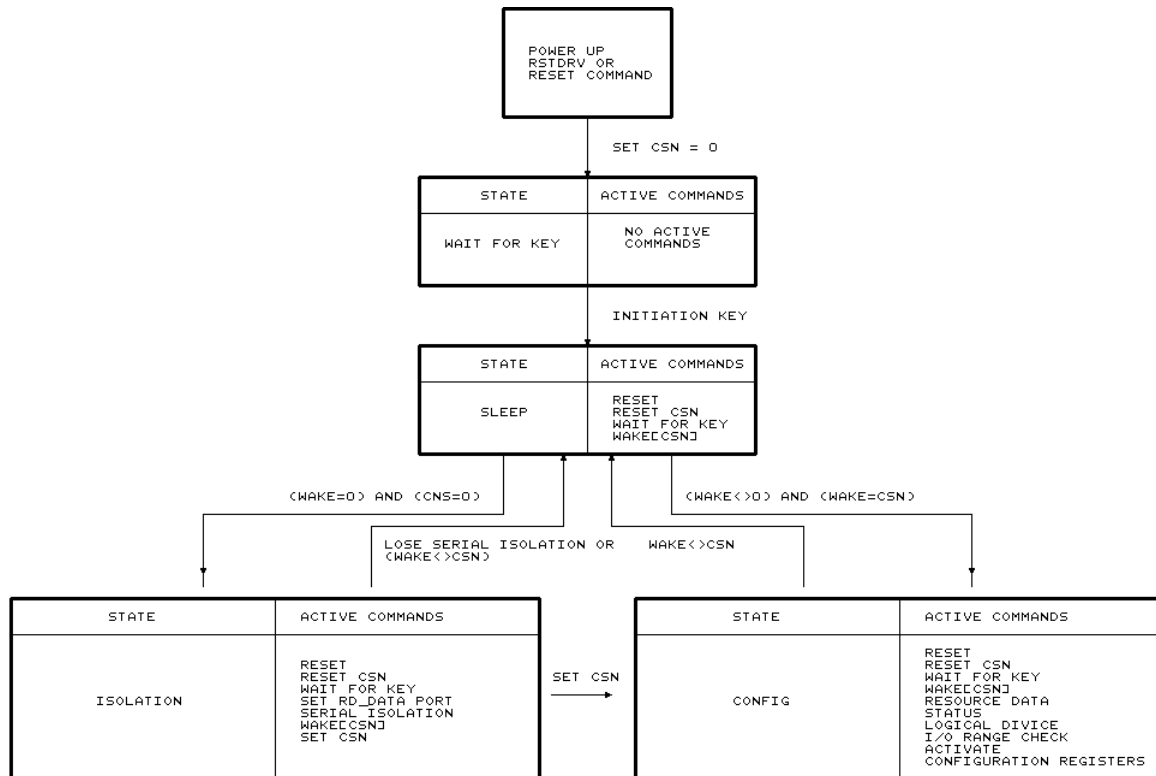 POWER UP
RSTDRV OR
RESET COMMAND
SET CSN = 0
STATE ACTIVE COMMANDS
WAIT FOR KEY
NO ACTIVE
COMMANDS
INITIATION KEY
STATE ACTIVE COMMANDS
SLEEP
RESET
RESET CSN
WAIT FOR KEY
WAKE[CSN]
(WAKE=0) AND (CNS=0)
(WAKE<>0) AND (WAKE=CSN)
LOSE SERIAL ISOLATION OR
(WAKE<>CSN)
WAKE<>CSN
STATE ACTIVE COMMANDS
ISOLATION
RESET
RESET CSN
WAIT FOR KEY
SET RD_DATA PORT
SERIAL ISOLATION
WAKE[CSN]
SET CSN
SET CSN
STATE ACTIVE COMMANDS
CONFIG
RESET
RESET CSN
WAIT FOR KEY
WAKE[CSN]
RESOURCE DATA
STATUS
LOGICAL DIVICE
I/O RANGE CHECK
ACTIVATE
CONFIGURATION REGISTERS